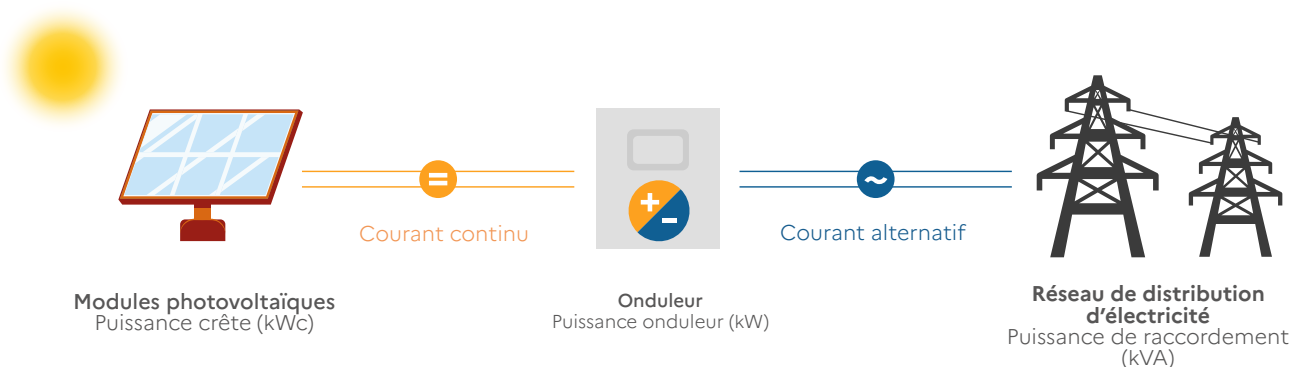 Courant continu
Courant alternatif
Modules photovoltaïques
Puissance crête (kWc)
Onduleur
Puissance onduleur (kW)
Réseau de distribution
d'électricité
Puissance de raccordement
(kVA)